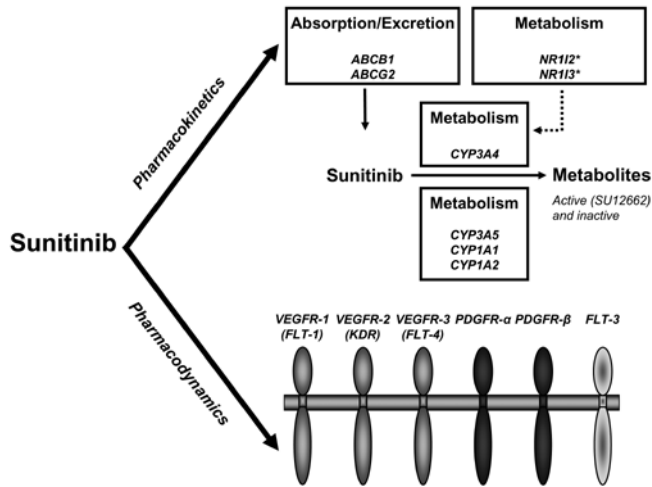 Absorption/Excretion
ABCB1
ABCG2
Metabolism
NR1I2*
NR1I3*
Pharmacokinetics
Metabolism
CYP3A4
Sunitinib
Metabolites
Active (SU12662)
and inactive
Metabolism
CYP3A5
CYP1A1
CYP1A2
Sunitinib
Pharmacodynamics
VEGFR-1
(FLT-1)
VEGFR-2
(KDR)
VEGFR-3
(FLT-4)
PDGFR-α
PDGFR-β
FLT-3